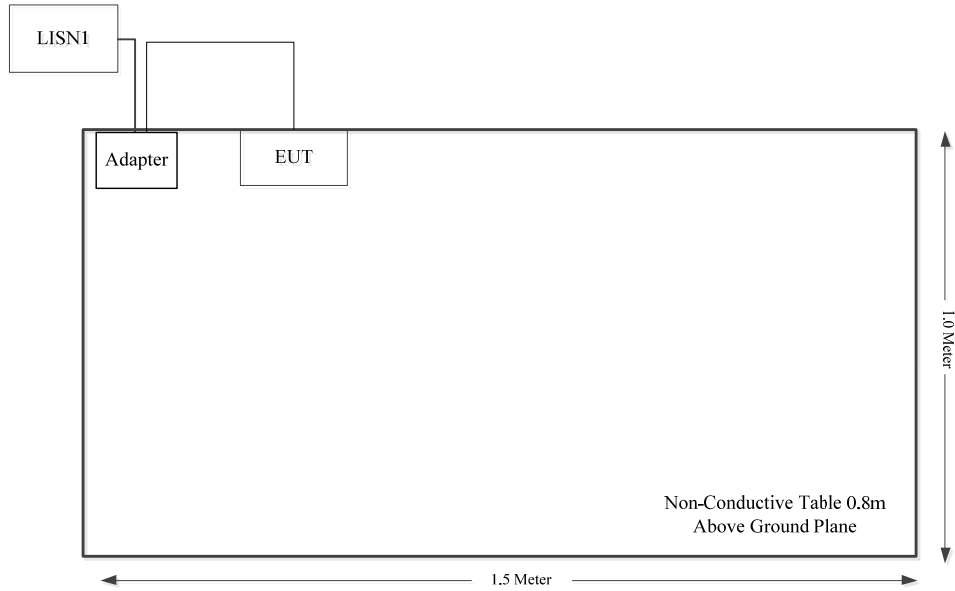 LISN1
Adapter
EUT
1.0 Meter
Non-Conductive Table 0.8m
Above Ground Plane
1.5 Meter